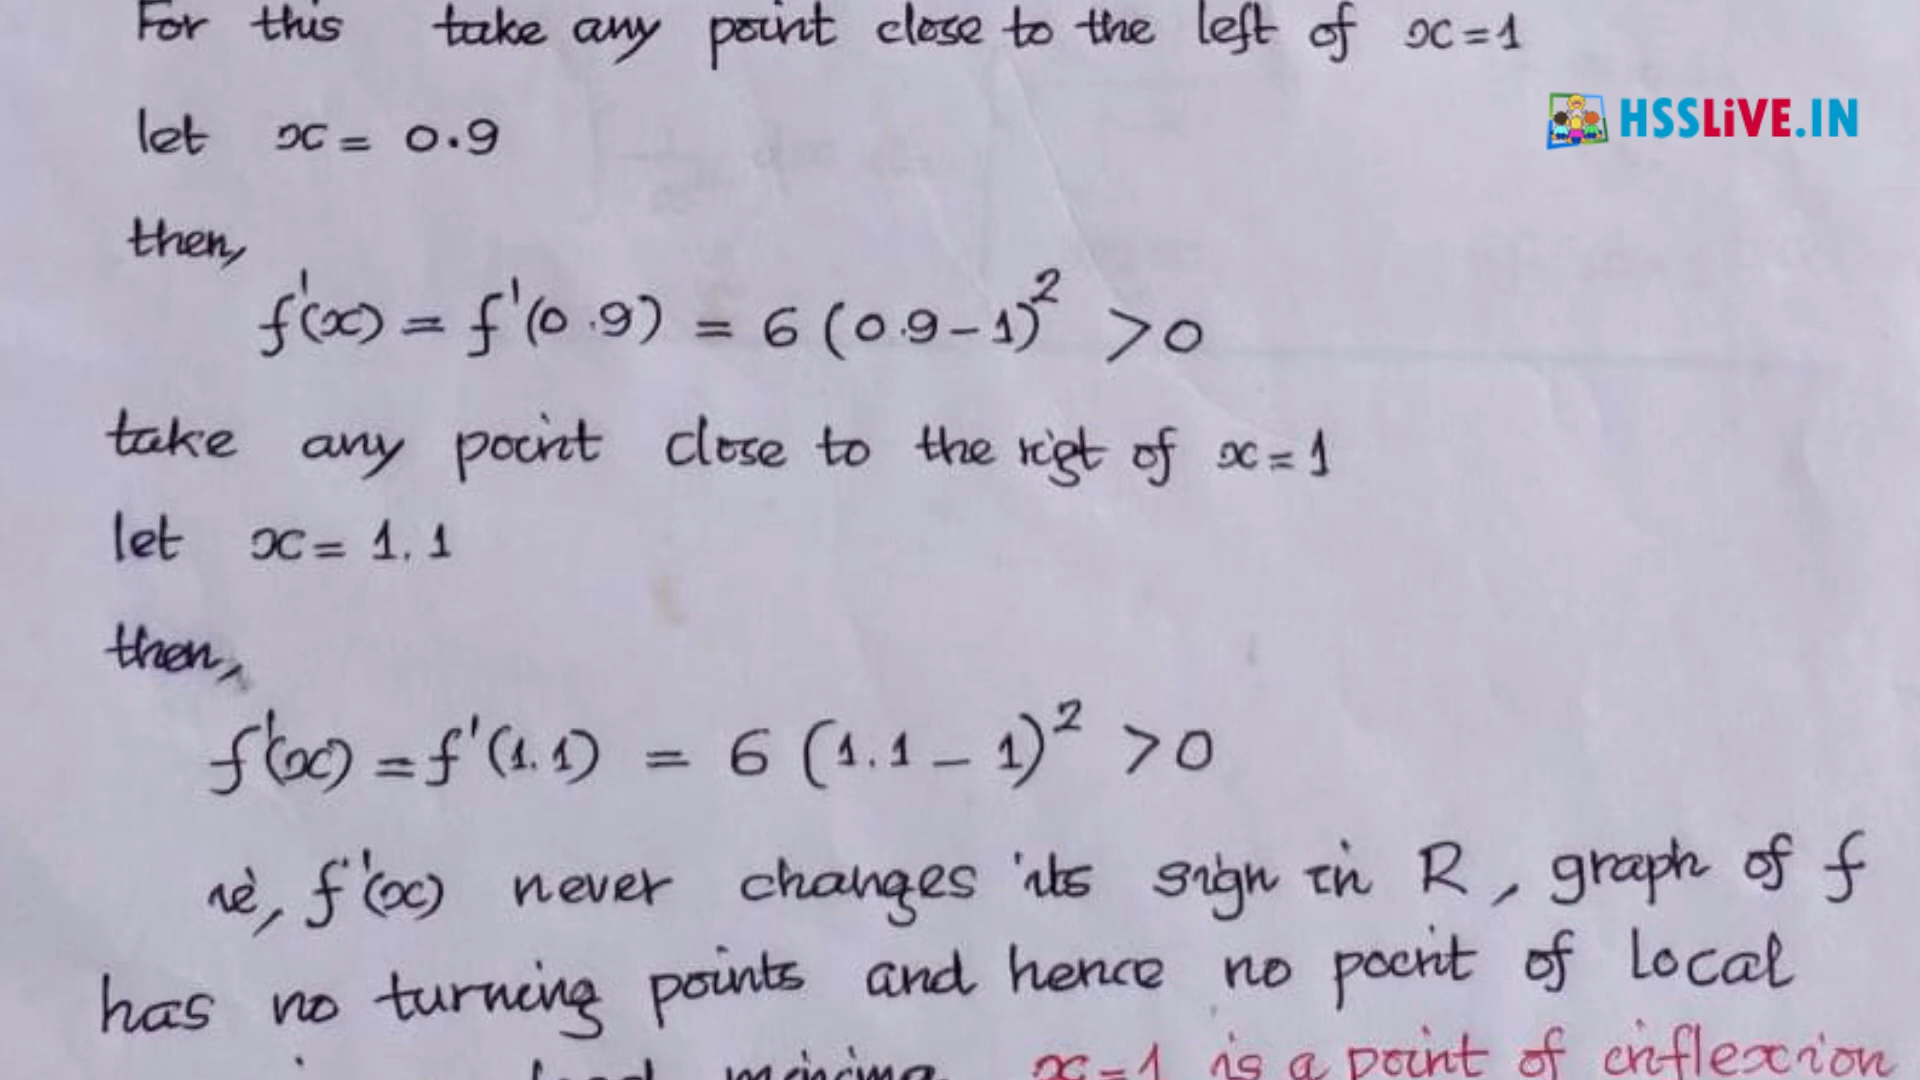 For this take any point close to the left of x=1
HSSLiVE.IN
let x= 0.9
then,
f'(x) = f'(0.9) = 6(0.9-1)² >0
take any point close to the rigt of x=1
let x= 1.1
then,
f'(x) = f'(1.1) = 6(1.1-1)² >0
ie, f'(x) never changes its sign in R, graph of f
has no turning points and hence no point of local
minima x=1 is a point of inflexion